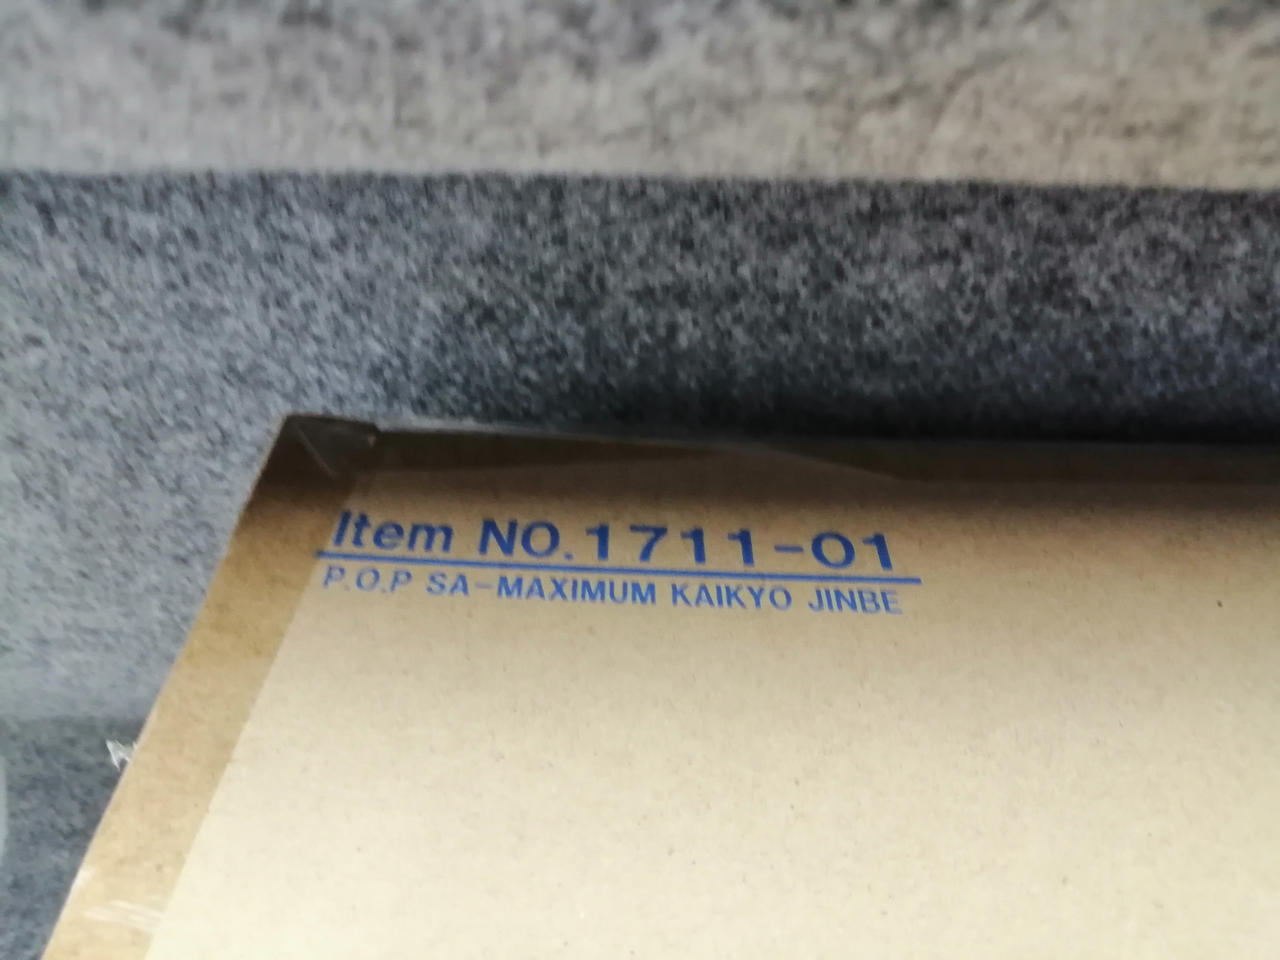 Item NO.1711-01
P.O.P SA-MAXIMUM KAIKYO JINBE